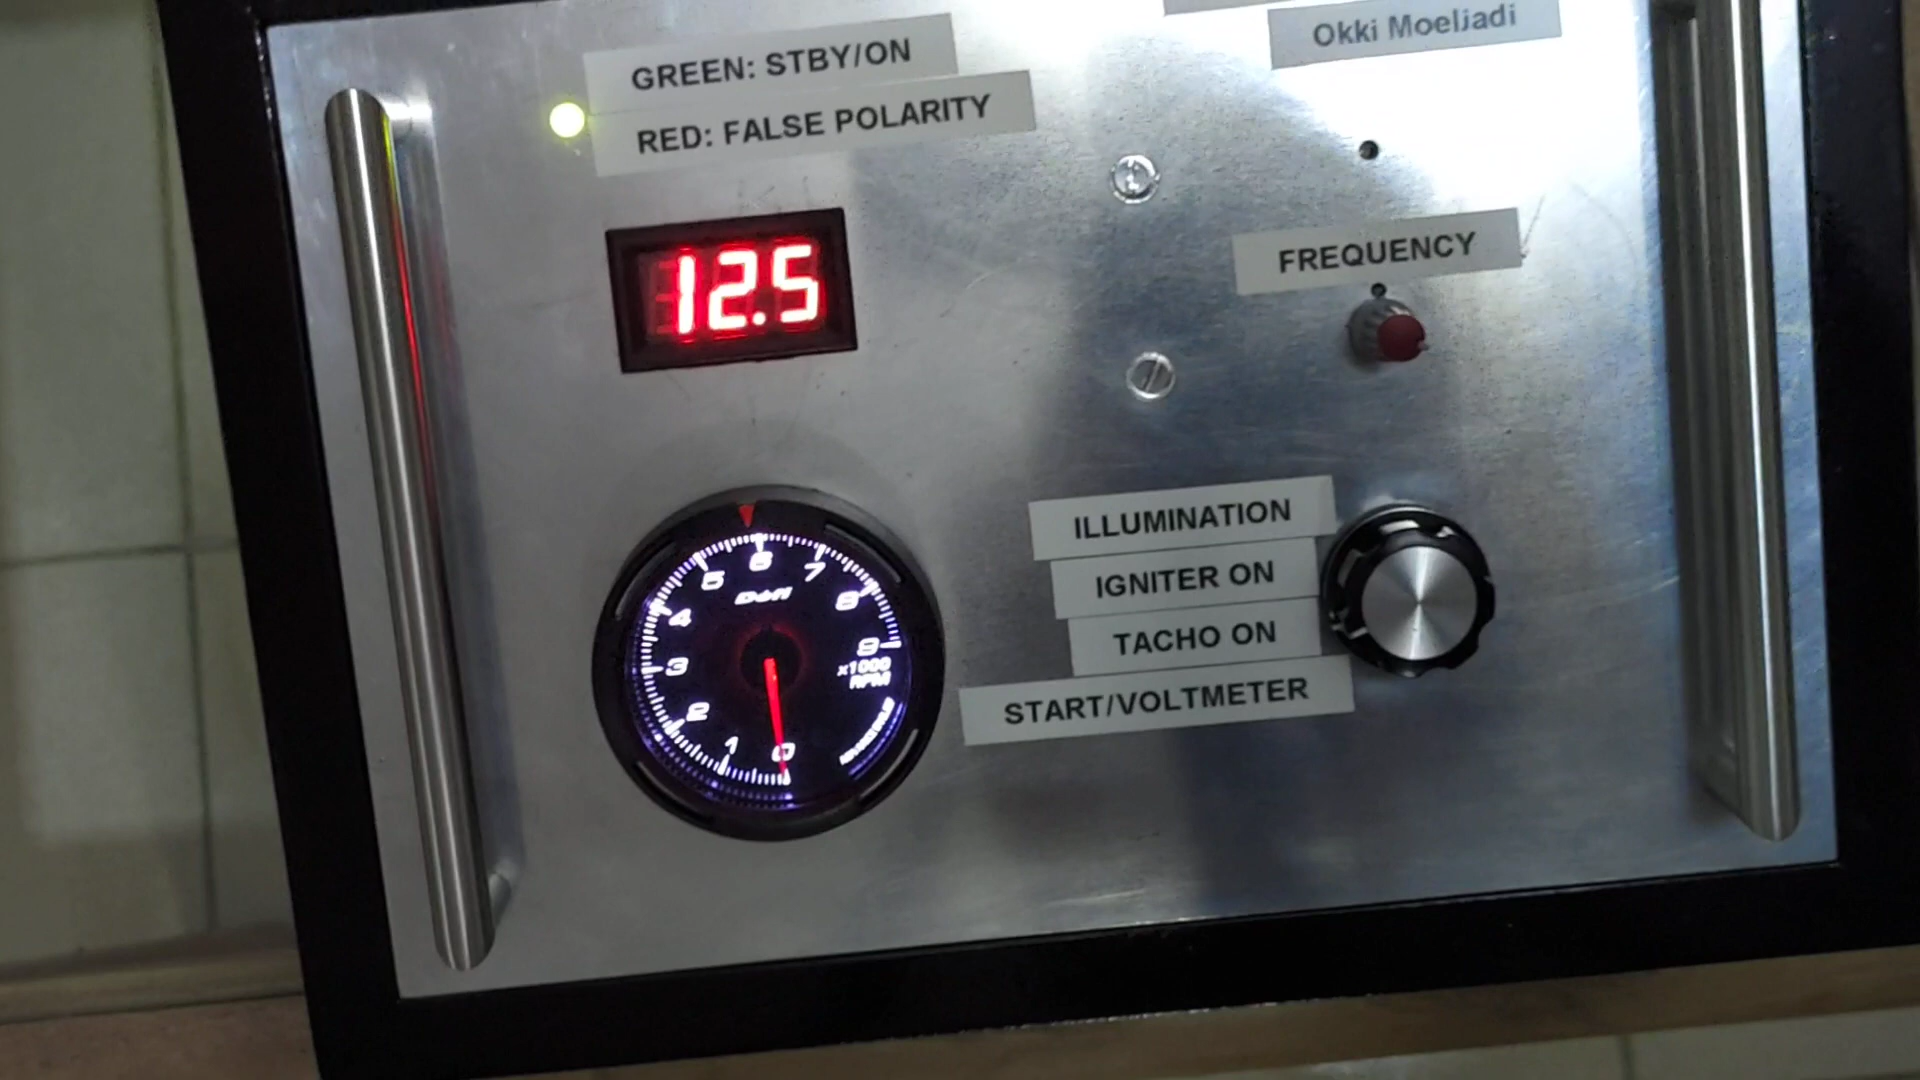 Okki Moeljadi
GREEN: STBY/ON
RED: FALSE POLARITY
12.5
FREQUENCY
ILLUMINATION
IGNITER ON
TACHO ON
START/VOLTMETER
0
1
2
3
4
5
6
7
8
9
Defi
x1000
RPM